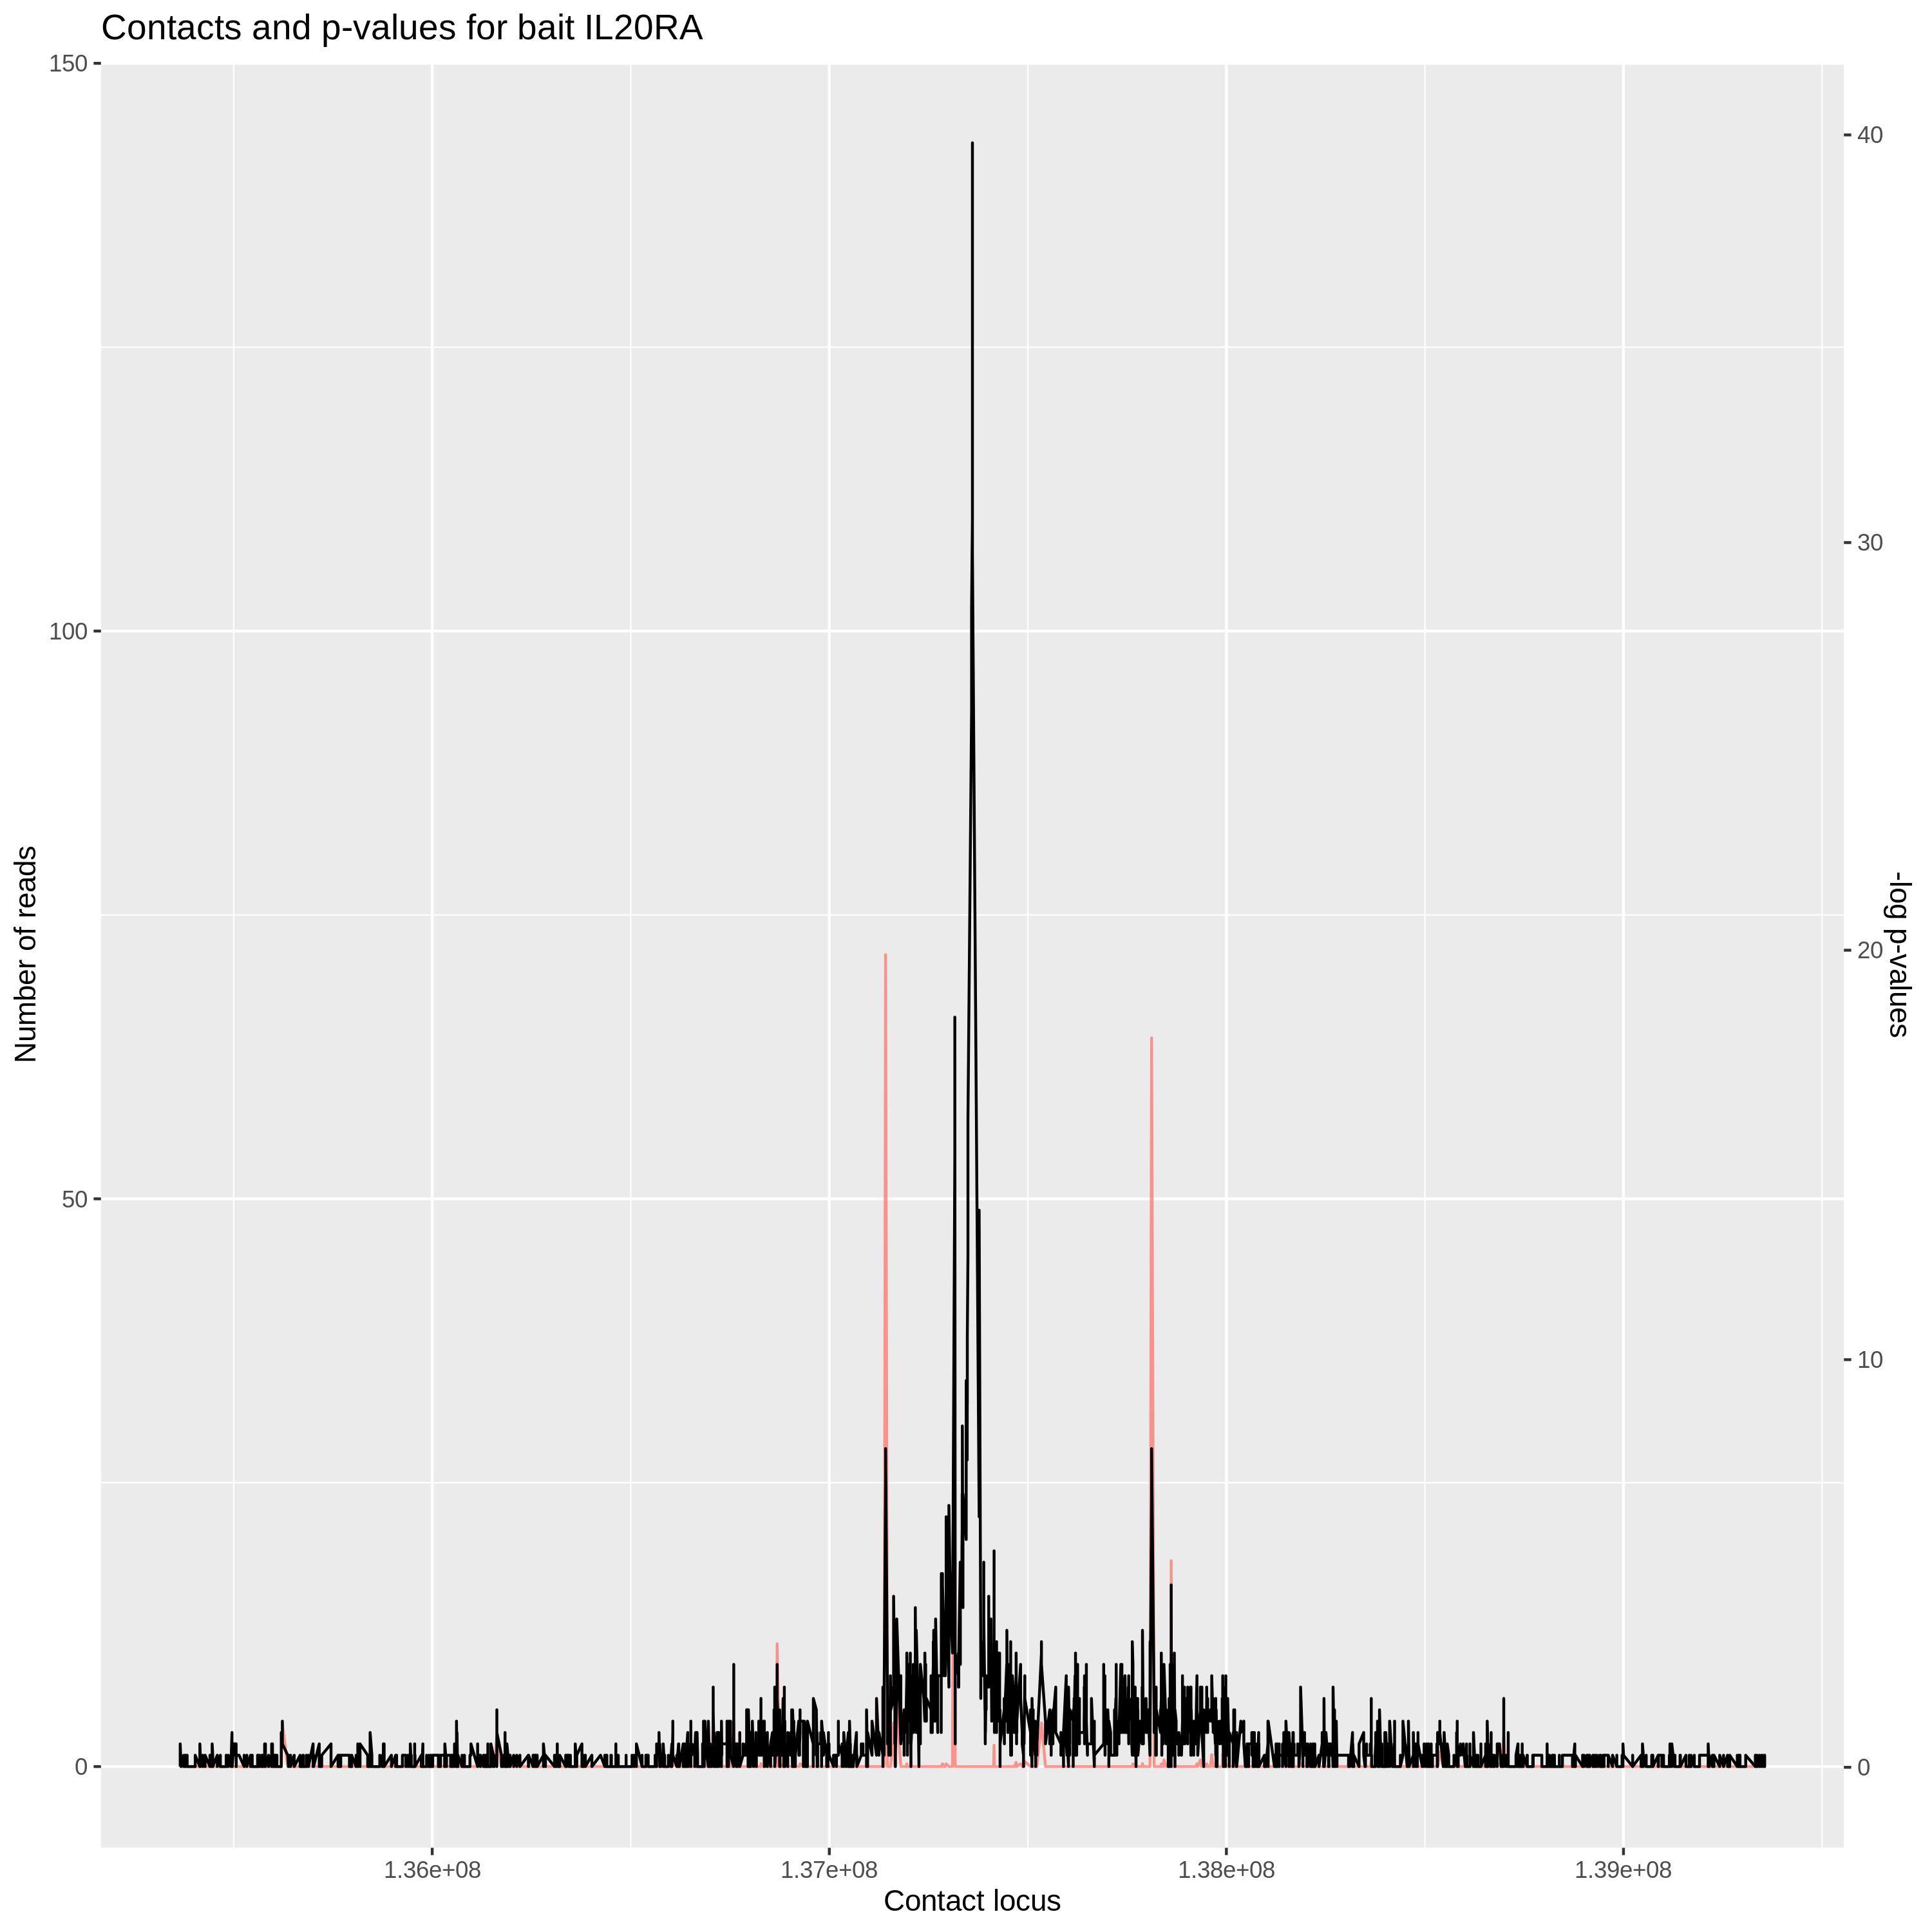 Contacts and p-values for bait IL20RA
150
100
50
0
Number of reads
40
30
20
10
0
-log p-values
1.36e+08
1.37e+08
1.38e+08
1.39e+08
Contact locus